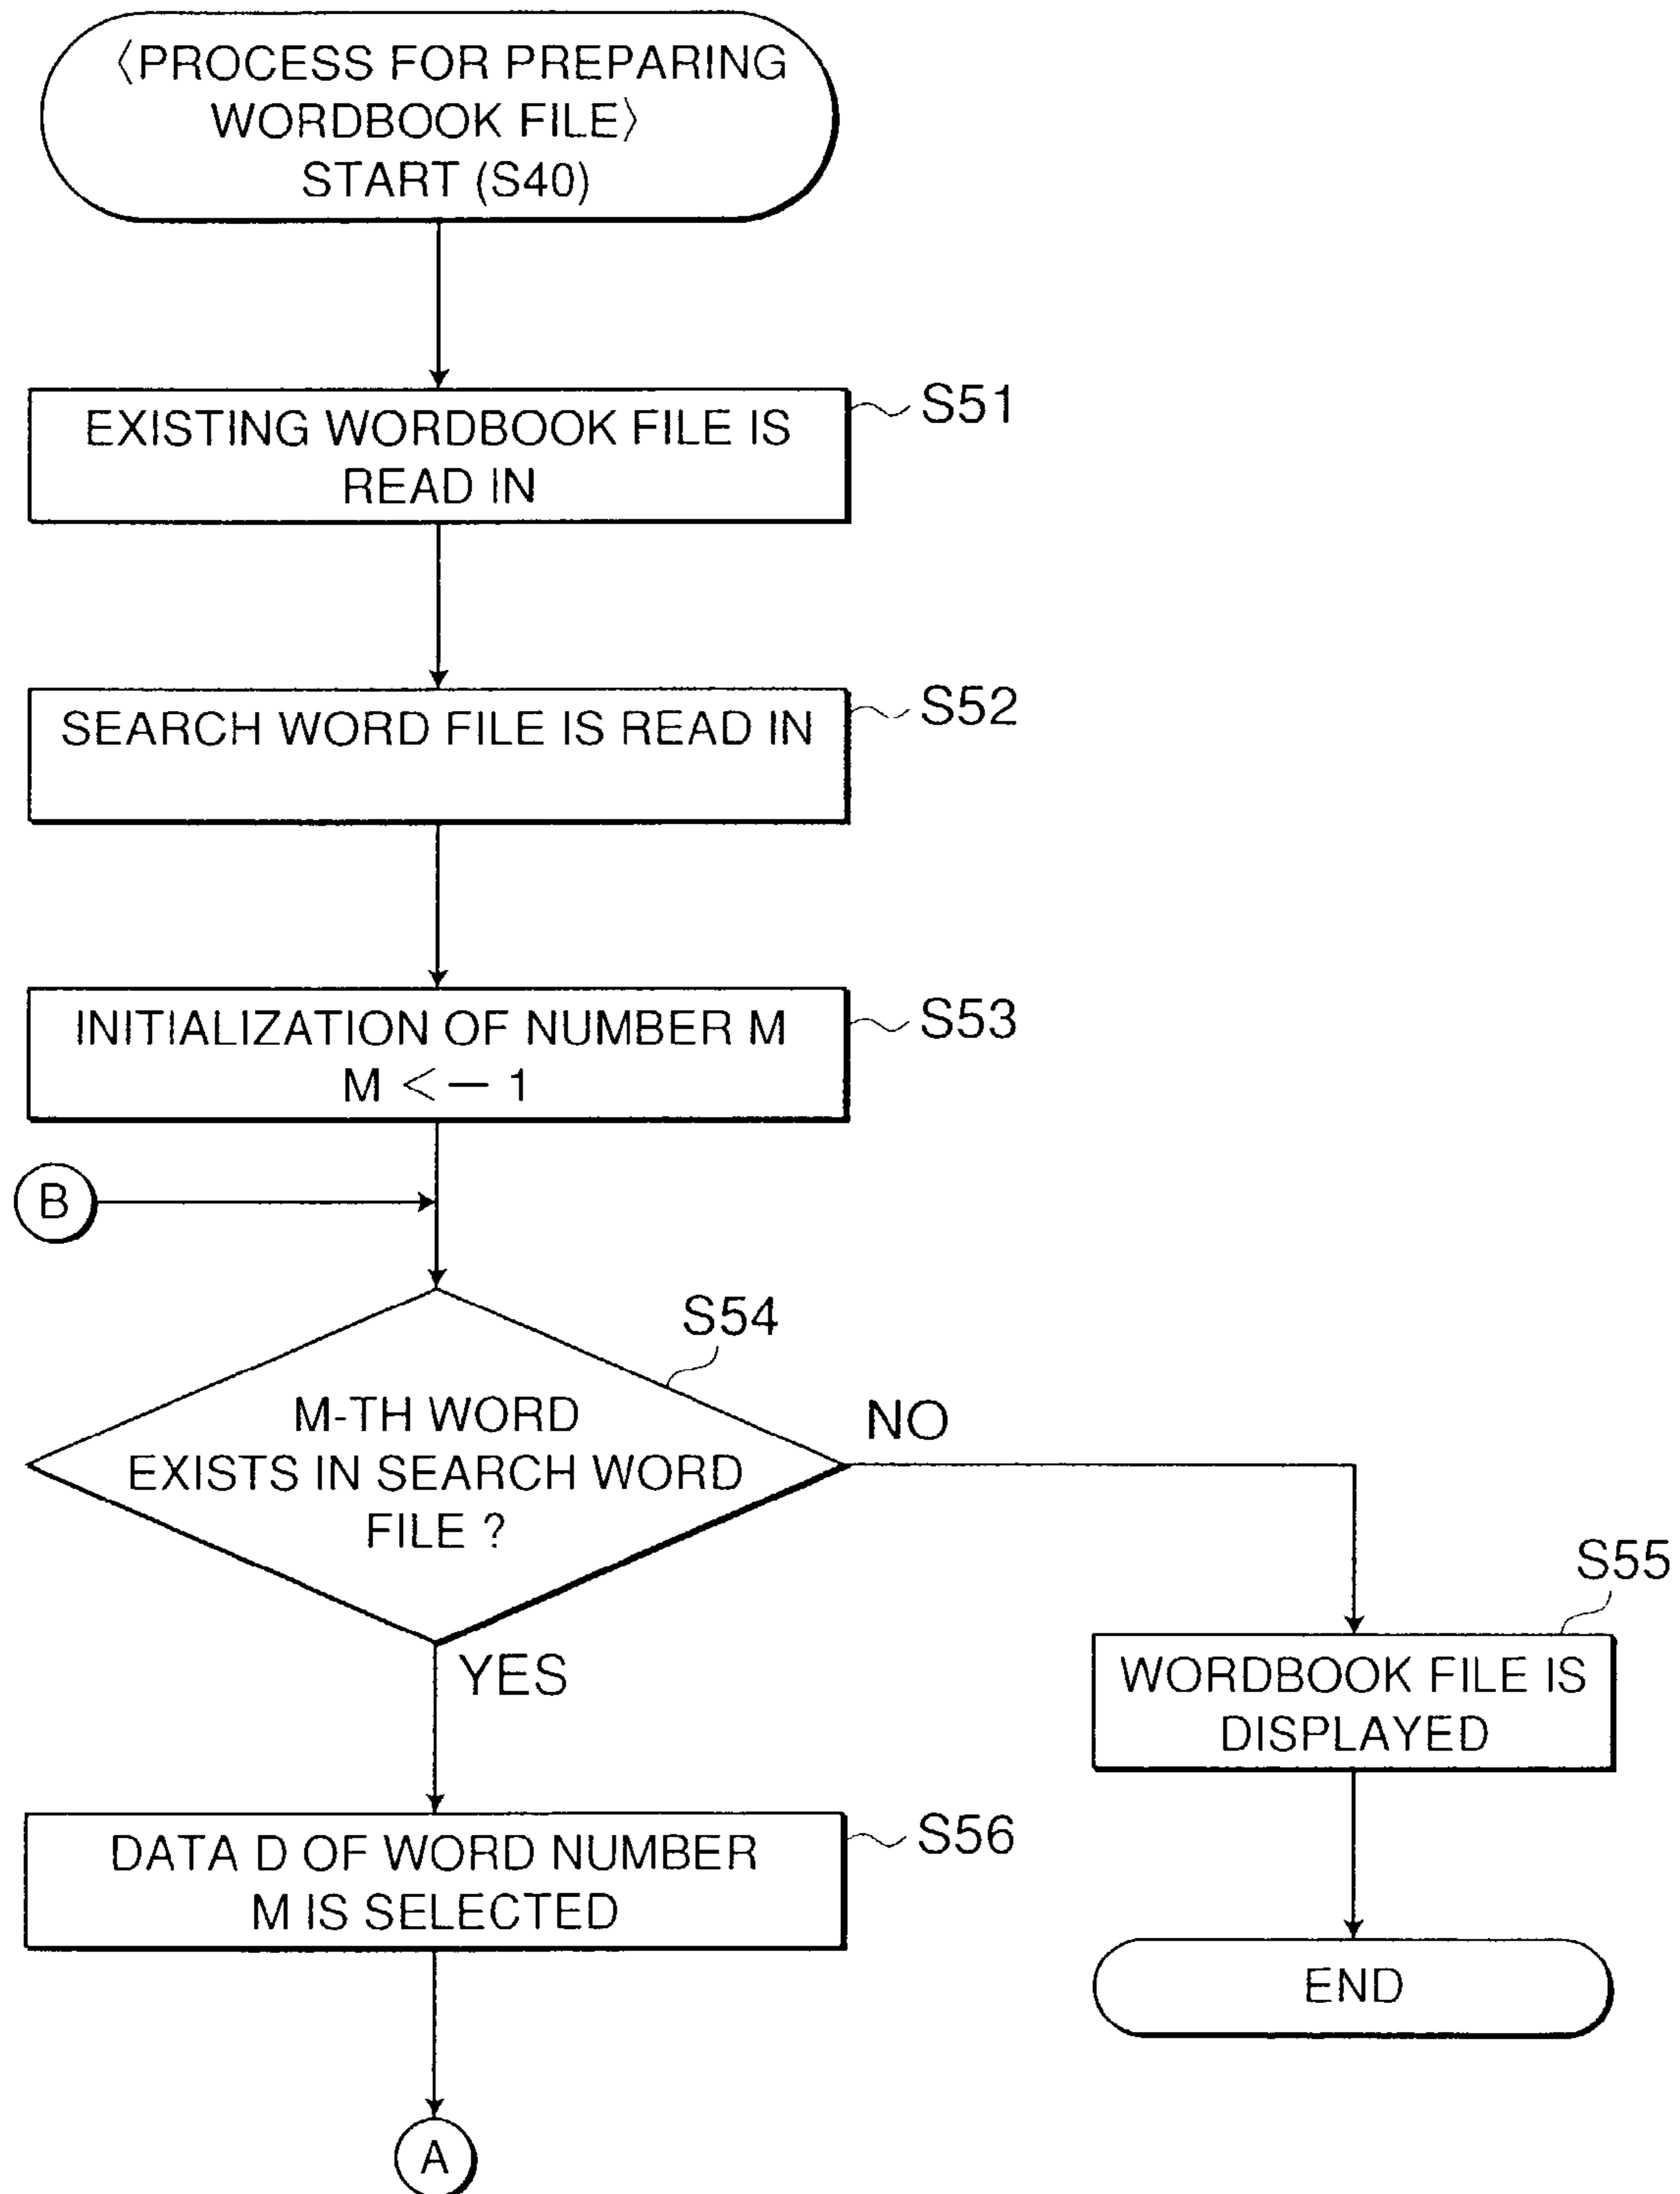 〈PROCESS FOR PREPARING
WORDBOOK FILE〉
START (S40)
EXISTING WORDBOOK FILE IS
READ IN
S51
SEARCH WORD FILE IS READ IN
S52
INITIALIZATION OF NUMBER M
M <— 1
S53
B
S54
M-TH WORD
EXISTS IN SEARCH WORD
FILE ?
NO
YES
S55
WORDBOOK FILE IS
DISPLAYED
DATA D OF WORD NUMBER
M IS SELECTED
S56
END
A